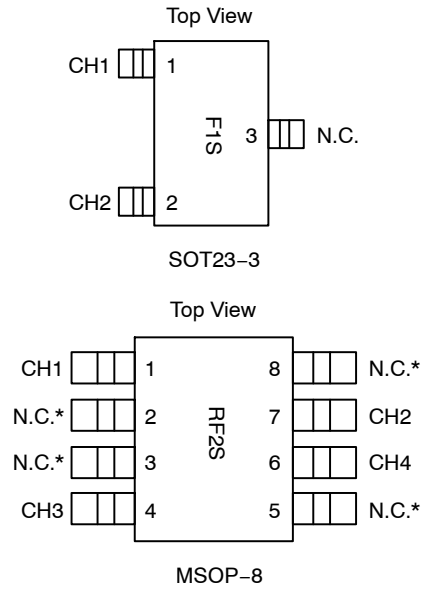 Top View
CH1 1
F1S 3 N.C.
CH2 2
SOT23–3
Top View
CH1 1 8 N.C.*
N.C.* 2 7 CH2
RF2S
N.C.* 3 6 CH4
CH3 4 5 N.C.*
MSOP–8